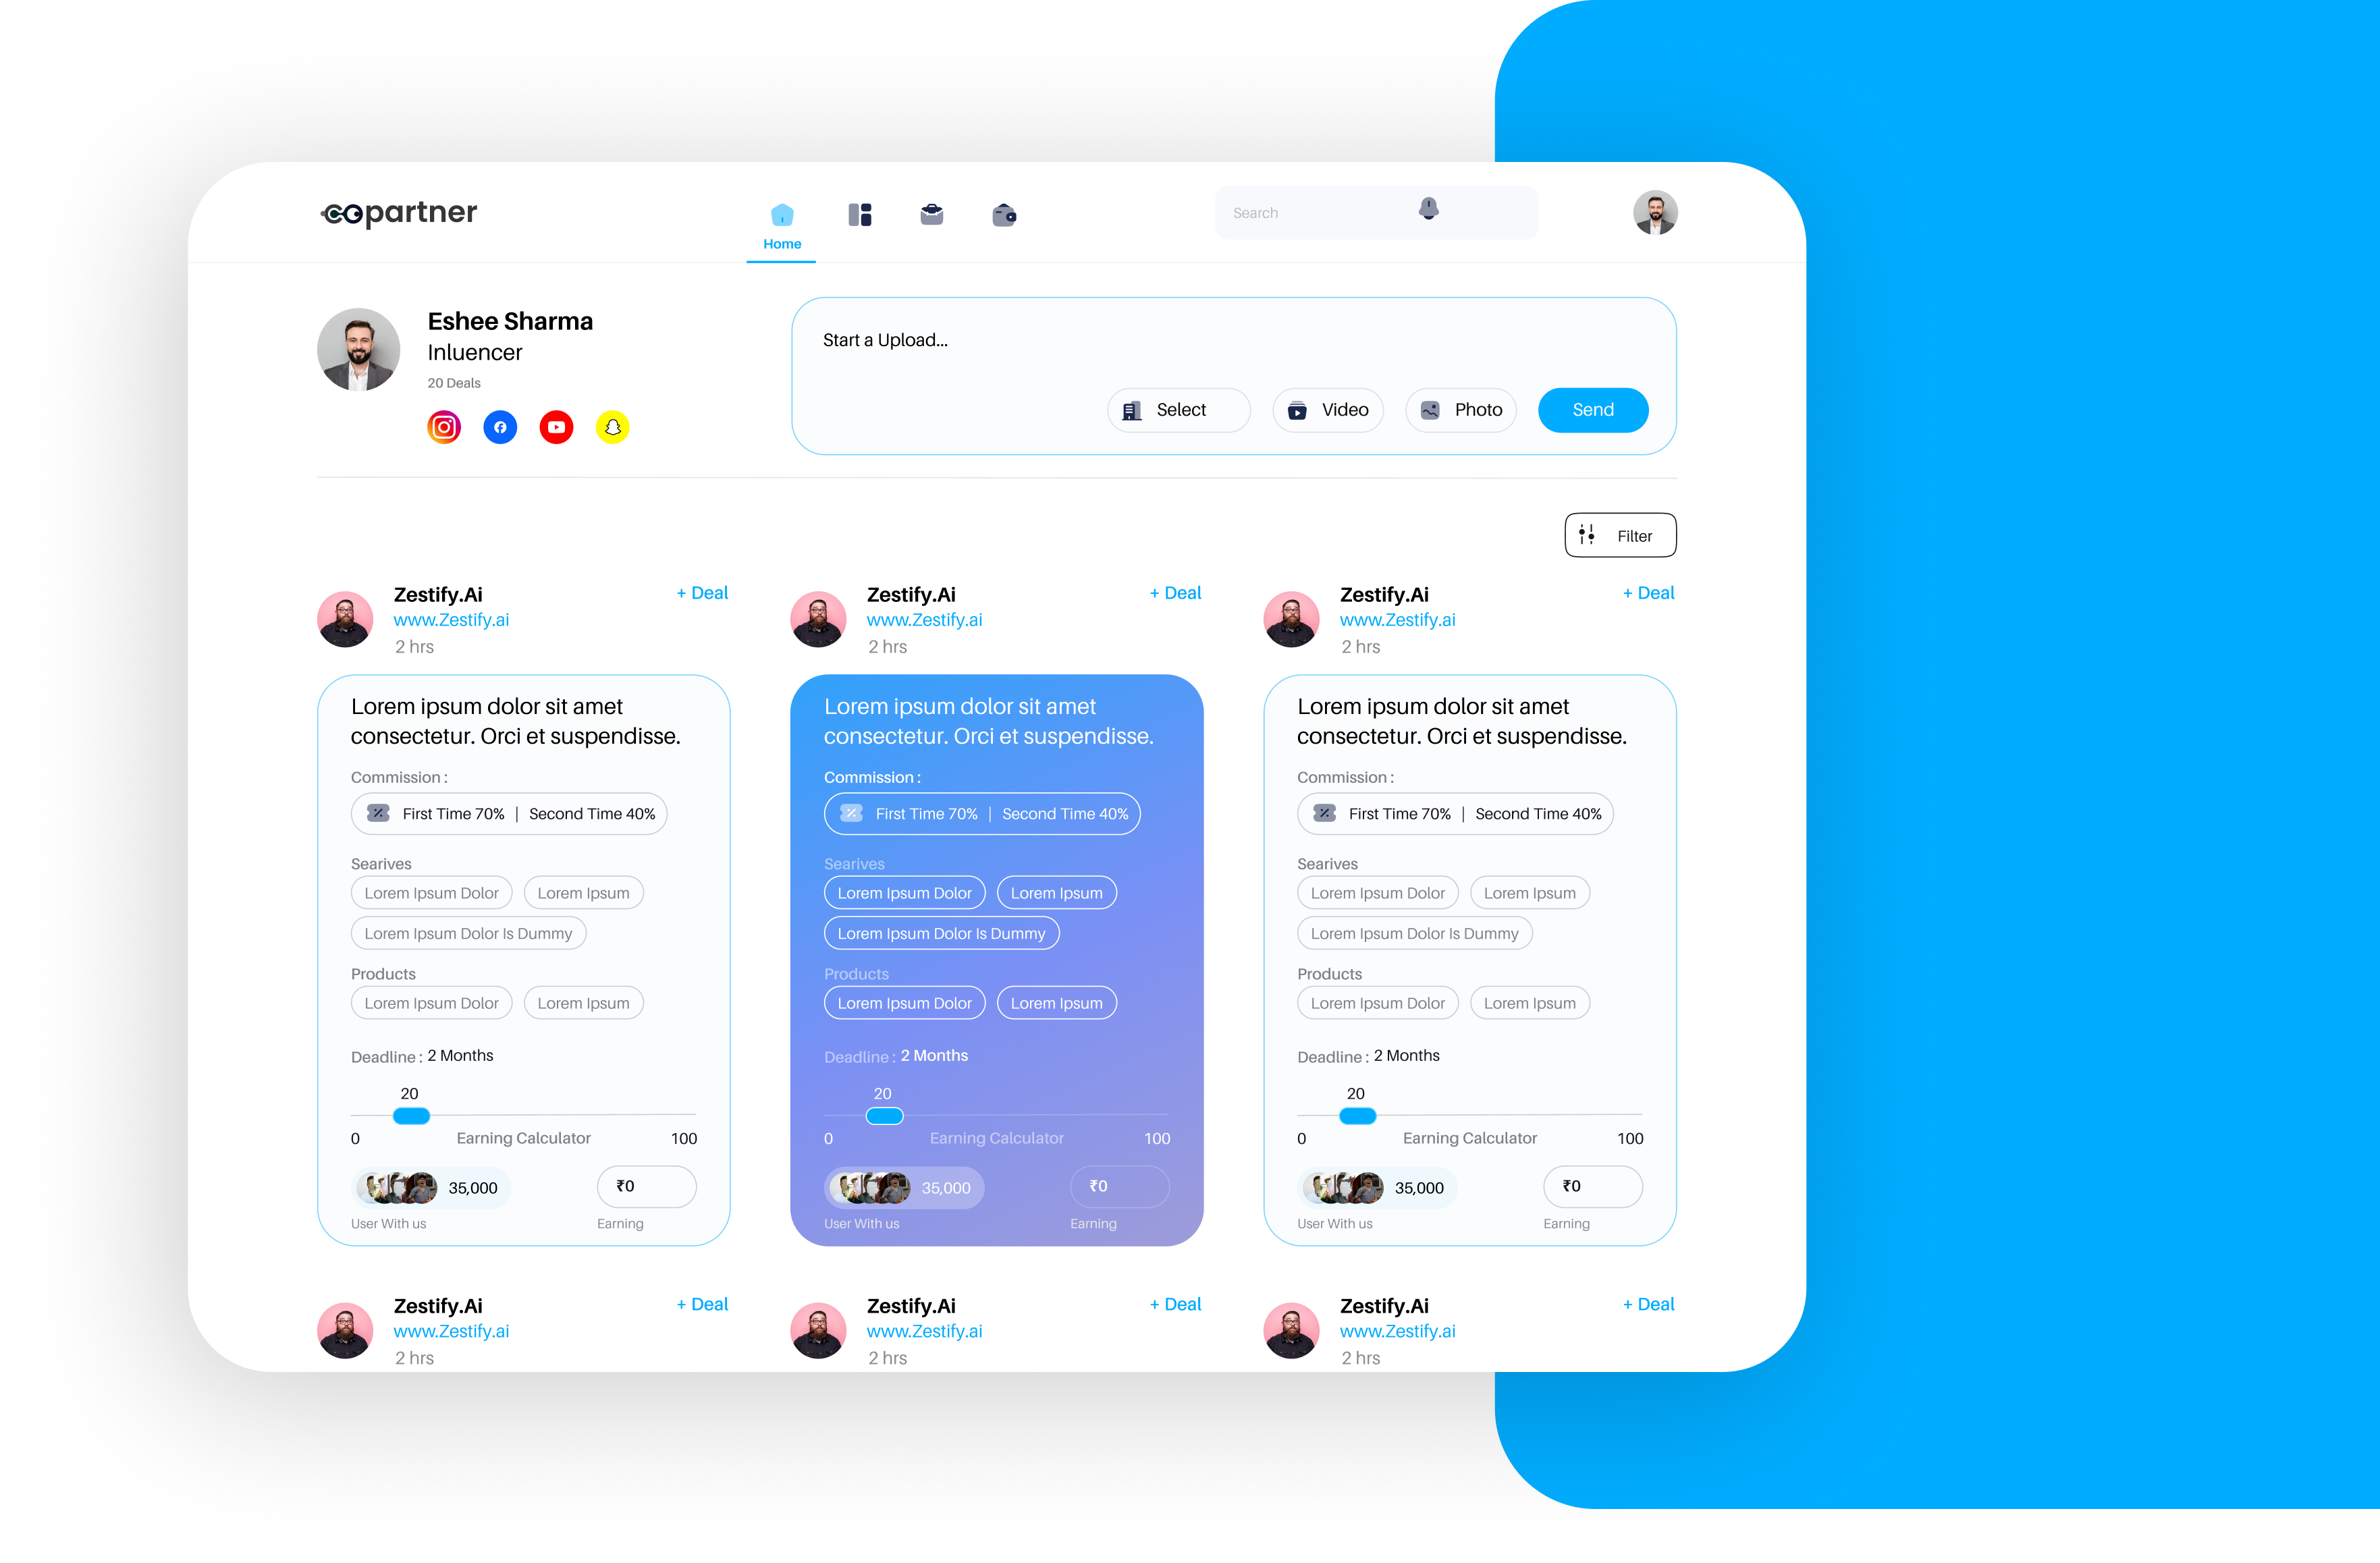 copartner
Home
Search
Eshee Sharma
Inluencer
20 Deals
Start a Upload...
Select
Video
Photo
Send
Filter
Zestify.Ai
+ Deal
www.Zestify.ai
2 hrs
Lorem ipsum dolor sit amet
consectetur. Orci et suspendisse.
Commission :
First Time 70% | Second Time 40%
Searives
Lorem Ipsum Dolor
Lorem Ipsum
Lorem Ipsum Dolor Is Dummy
Products
Lorem Ipsum Dolor
Lorem Ipsum
Deadline : 2 Months
20
0
Earning Calculator
100
35,000
₹0
User With us
Earning
Zestify.Ai
+ Deal
www.Zestify.ai
2 hrs
Lorem ipsum dolor sit amet
consectetur. Orci et suspendisse.
Commission :
First Time 70% | Second Time 40%
Searives
Lorem Ipsum Dolor
Lorem Ipsum
Lorem Ipsum Dolor Is Dummy
Products
Lorem Ipsum Dolor
Lorem Ipsum
Deadline : 2 Months
20
0
Earning Calculator
100
35,000
₹0
User With us
Earning
Zestify.Ai
+ Deal
www.Zestify.ai
2 hrs
Lorem ipsum dolor sit amet
consectetur. Orci et suspendisse.
Commission :
First Time 70% | Second Time 40%
Searives
Lorem Ipsum Dolor
Lorem Ipsum
Lorem Ipsum Dolor Is Dummy
Products
Lorem Ipsum Dolor
Lorem Ipsum
Deadline : 2 Months
20
0
Earning Calculator
100
35,000
₹0
User With us
Earning
Zestify.Ai
+ Deal
www.Zestify.ai
2 hrs
Zestify.Ai
+ Deal
www.Zestify.ai
2 hrs
Zestify.Ai
+ Deal
www.Zestify.ai
2 hrs